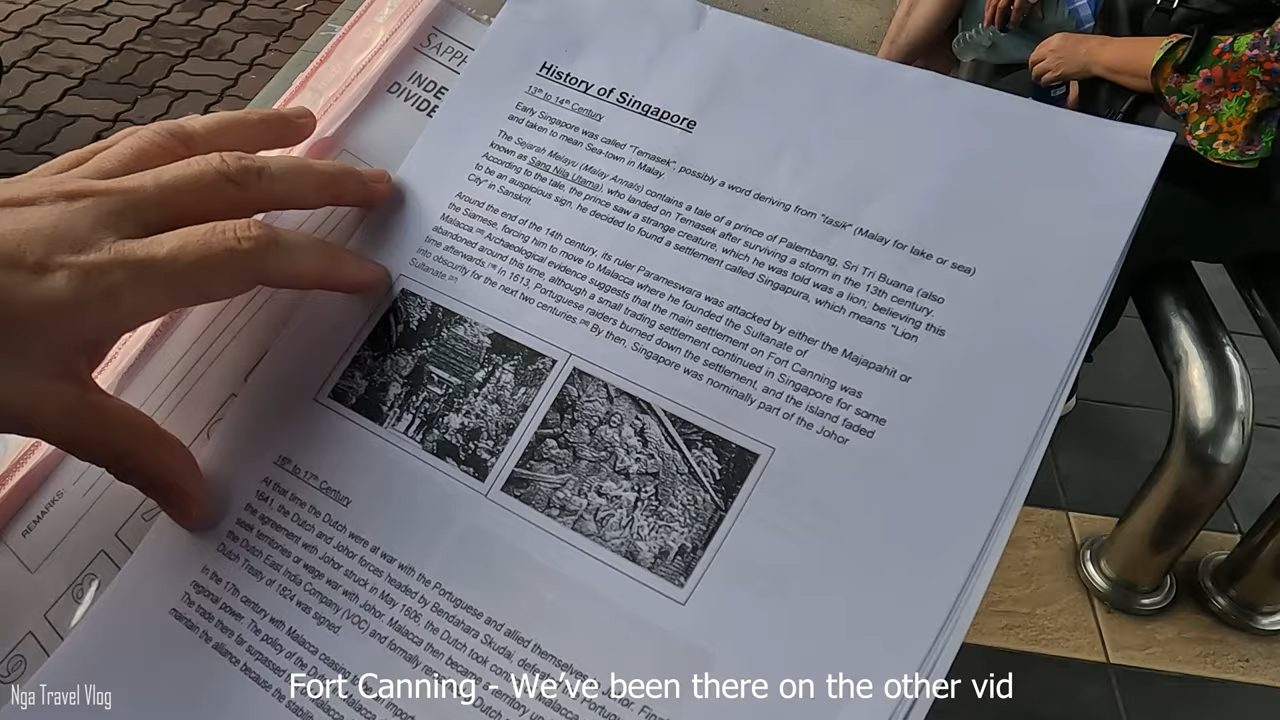 SAPPH
INDE
DIVIDE
History of Singapore
13th to 14th Century
Early Singapore was called "Temasek", possibly a word deriving from "tasik" (Malay for lake or sea)
and taken to mean Sea-town in Malay.
The Sejarah Melayu (Malay Annals) contains a tale of a prince of Palembang, Sri Tri Buana (also
known as Sang Nila Utama), who landed on Temasek after surviving a storm in the 13th century.
According to the tale, the prince saw a strange creature, which he was told was a lion; believing this
to be an auspicious sign, he decided to found a settlement called Singapura, which means "Lion
City" in Sanskrit.
Around the end of the 14th century, its ruler Parameswara was attacked by either the Majapahit or
the Siamese, forcing him to move to Malacca where he founded the Sultanate of
Malacca. Archaeological evidence suggests that the main settlement on Fort Canning was
abandoned around this time, although a small trading settlement continued in Singapore for some
time afterwards. In 1613, Portuguese raiders burned down the settlement, and the island faded
into obscurity for the next two centuries. By then, Singapore was nominally part of the Johor
Sultanate.
to 17th Century
At that time the Dutch were at war with the Portuguese and allied themselves
1641, the Dutch and Johor forces headed by Bendahara Skudai,
the agreement with Johor struck in May 1606, the Dutch took
seek territories or wage war with Johor. Malacca then became
the Dutch East India Company (VOC) and formally
Dutch Treaty of 1824 was signed.
In the 17th century with Malacca
regional power. The policy of the
The trade there far surpassed
maintain the alliance because the
REMARKS:
Fort Canning - We've been there on the other vid
Nga Travel Vlog